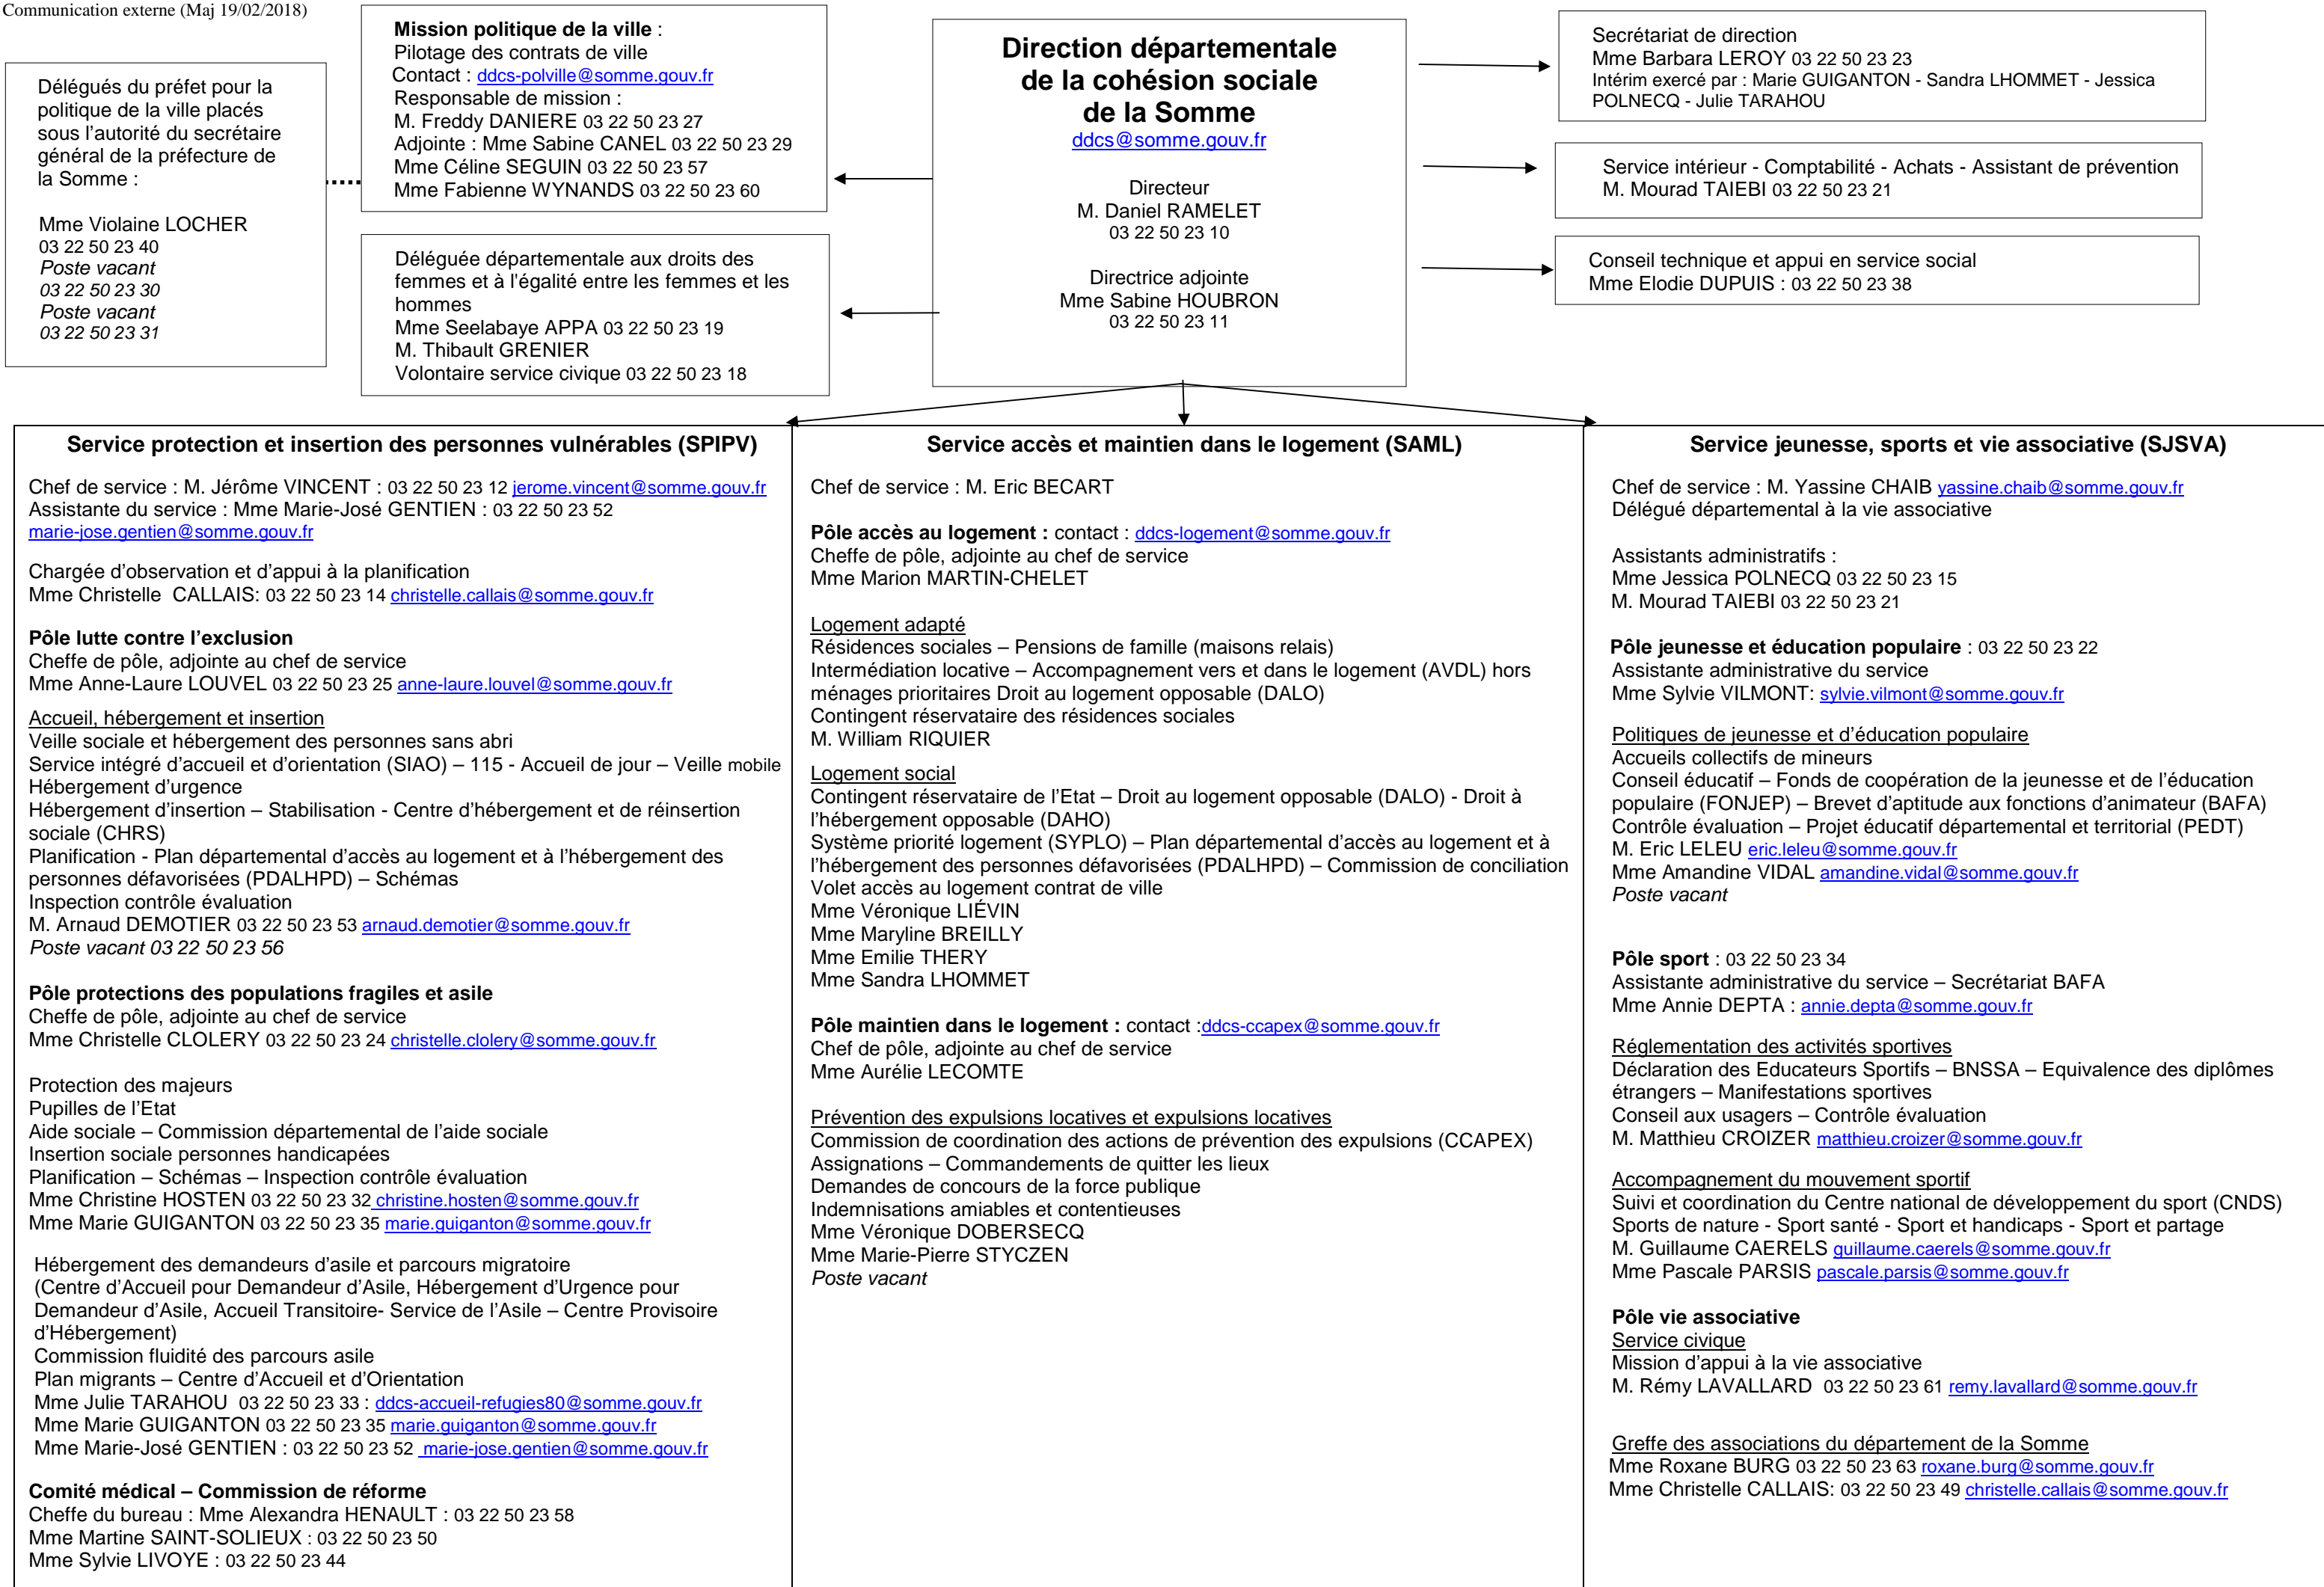 Communication externe (Maj 19/02/2018)
Délégués du préfet pour la
politique de la ville placés
sous l'autorité du secrétaire
général de la préfecture de
la Somme :
Mme Violaine LOCHER
03 22 50 23 40
Poste vacant
03 22 50 23 30
Poste vacant
03 22 50 23 31
Mission politique de la ville :
Pilotage des contrats de ville
Contact : ddcs-polville@somme.gouv.fr
Responsable de mission :
M. Freddy DANIERE 03 22 50 23 27
Adjointe : Mme Sabine CANEL 03 22 50 23 29
Mme Céline SEGUIN 03 22 50 23 57
Mme Fabienne WYNANDS 03 22 50 23 60
Déléguée départementale aux droits des
femmes et à l'égalité entre les femmes et les
hommes
Mme Seelabaye APPA 03 22 50 23 19
M. Thibault GRENIER
Volontaire service civique 03 22 50 23 18
Direction départementale
de la cohésion sociale
de la Somme
ddcs@somme.gouv.fr
Directeur
M. Daniel RAMELET
03 22 50 23 10
Directrice adjointe
Mme Sabine HOUBRON
03 22 50 23 11
Secrétariat de direction
Mme Barbara LEROY 03 22 50 23 23
Intérim exercé par : Marie GUIGANTON - Sandra LHOMMET - Jessica
POLNECQ - Julie TARAHOU
Service intérieur - Comptabilité - Achats - Assistant de prévention
M. Mourad TAIEBI 03 22 50 23 21
Conseil technique et appui en service social
Mme Elodie DUPUIS : 03 22 50 23 38
Service protection et insertion des personnes vulnérables (SPIPV)
Chef de service : M. Jérôme VINCENT : 03 22 50 23 12 jerome.vincent@somme.gouv.fr
Assistante du service : Mme Marie-José GENTIEN : 03 22 50 23 52
marie-jose.gentien@somme.gouv.fr
Chargée d'observation et d'appui à la planification
Mme Christelle  CALLAIS: 03 22 50 23 14 christelle.callais@somme.gouv.fr
Pôle lutte contre l'exclusion
Cheffe de pôle, adjointe au chef de service
Mme Anne-Laure LOUVEL 03 22 50 23 25 anne-laure.louvel@somme.gouv.fr
Accueil, hébergement et insertion
Veille sociale et hébergement des personnes sans abri
Service intégré d'accueil et d'orientation (SIAO) – 115 - Accueil de jour – Veille mobile
Hébergement d'urgence
Hébergement d'insertion – Stabilisation - Centre d'hébergement et de réinsertion
sociale (CHRS)
Planification - Plan départemental d'accès au logement et à l'hébergement des
personnes défavorisées (PDALHPD) – Schémas
Inspection contrôle évaluation
M. Arnaud DEMOTIER 03 22 50 23 53 arnaud.demotier@somme.gouv.fr
Poste vacant 03 22 50 23 56
Pôle protections des populations fragiles et asile
Cheffe de pôle, adjointe au chef de service
Mme Christelle CLOLERY 03 22 50 23 24 christelle.clolery@somme.gouv.fr
Protection des majeurs
Pupilles de l'Etat
Aide sociale – Commission départemental de l'aide sociale
Insertion sociale personnes handicapées
Planification – Schémas – Inspection contrôle évaluation
Mme Christine HOSTEN 03 22 50 23 32 christine.hosten@somme.gouv.fr
Mme Marie GUIGANTON 03 22 50 23 35 marie.guiganton@somme.gouv.fr
Hébergement des demandeurs d'asile et parcours migratoire
(Centre d'Accueil pour Demandeur d'Asile, Hébergement d'Urgence pour
Demandeur d'Asile, Accueil Transitoire- Service de l'Asile – Centre Provisoire
d'Hébergement)
Commission fluidité des parcours asile
Plan migrants – Centre d'Accueil et d'Orientation
Mme Julie TARAHOU  03 22 50 23 33 : ddcs-accueil-refugies80@somme.gouv.fr
Mme Marie GUIGANTON 03 22 50 23 35 marie.guiganton@somme.gouv.fr
Mme Marie-José GENTIEN : 03 22 50 23 52  marie-jose.gentien@somme.gouv.fr
Comité médical – Commission de réforme
Cheffe du bureau : Mme Alexandra HENAULT : 03 22 50 23 58
Mme Martine SAINT-SOLIEUX : 03 22 50 23 50
Mme Sylvie LIVOYE : 03 22 50 23 44
Service accès et maintien dans le logement (SAML)
Chef de service : M. Eric BECART
Pôle accès au logement : contact : ddcs-logement@somme.gouv.fr
Cheffe de pôle, adjointe au chef de service
Mme Marion MARTIN-CHELET
Logement adapté
Résidences sociales – Pensions de famille (maisons relais)
Intermédiation locative – Accompagnement vers et dans le logement (AVDL) hors
ménages prioritaires Droit au logement opposable (DALO)
Contingent réservataire des résidences sociales
M. William RIQUIER
Logement social
Contingent réservataire de l'Etat – Droit au logement opposable (DALO) - Droit à
l'hébergement opposable (DAHO)
Système priorité logement (SYPLO) – Plan départemental d'accès au logement et à
l'hébergement des personnes défavorisées (PDALHPD) – Commission de conciliation
Volet accès au logement contrat de ville
Mme Véronique LIÉVIN
Mme Maryline BREILLY
Mme Emilie THERY
Mme Sandra LHOMMET
Pôle maintien dans le logement : contact :ddcs-ccapex@somme.gouv.fr
Chef de pôle, adjointe au chef de service
Mme Aurélie LECOMTE
Prévention des expulsions locatives et expulsions locatives
Commission de coordination des actions de prévention des expulsions (CCAPEX)
Assignations – Commandements de quitter les lieux
Demandes de concours de la force publique
Indemnisations amiables et contentieuses
Mme Véronique DOBERSECQ
Mme Marie-Pierre STYCZEN
Poste vacant
Service jeunesse, sports et vie associative (SJSVA)
Chef de service : M. Yassine CHAIB yassine.chaib@somme.gouv.fr
Délégué départemental à la vie associative
Assistants administratifs :
Mme Jessica POLNECQ 03 22 50 23 15
M. Mourad TAIEBI 03 22 50 23 21
Pôle jeunesse et éducation populaire : 03 22 50 23 22
Assistante administrative du service
Mme Sylvie VILMONT: sylvie.vilmont@somme.gouv.fr
Politiques de jeunesse et d'éducation populaire
Accueils collectifs de mineurs
Conseil éducatif – Fonds de coopération de la jeunesse et de l'éducation
populaire (FONJEP) – Brevet d'aptitude aux fonctions d'animateur (BAFA)
Contrôle évaluation – Projet éducatif départemental et territorial (PEDT)
M. Eric LELEU eric.leleu@somme.gouv.fr
Mme Amandine VIDAL amandine.vidal@somme.gouv.fr
Poste vacant
Pôle sport : 03 22 50 23 34
Assistante administrative du service – Secrétariat BAFA
Mme Annie DEPTA : annie.depta@somme.gouv.fr
Réglementation des activités sportives
Déclaration des Educateurs Sportifs – BNSSA – Equivalence des diplômes
étrangers – Manifestations sportives
Conseil aux usagers – Contrôle évaluation
M. Matthieu CROIZER matthieu.croizer@somme.gouv.fr
Accompagnement du mouvement sportif
Suivi et coordination du Centre national de développement du sport (CNDS)
Sports de nature - Sport santé - Sport et handicaps - Sport et partage
M. Guillaume CAERELS guillaume.caerels@somme.gouv.fr
Mme Pascale PARSIS pascale.parsis@somme.gouv.fr
Pôle vie associative
Service civique
Mission d'appui à la vie associative
M. Rémy LAVALLARD  03 22 50 23 61 remy.lavallard@somme.gouv.fr
Greffe des associations du département de la Somme
Mme Roxane BURG 03 22 50 23 63 roxane.burg@somme.gouv.fr
Mme Christelle CALLAIS: 03 22 50 23 49 christelle.callais@somme.gouv.fr